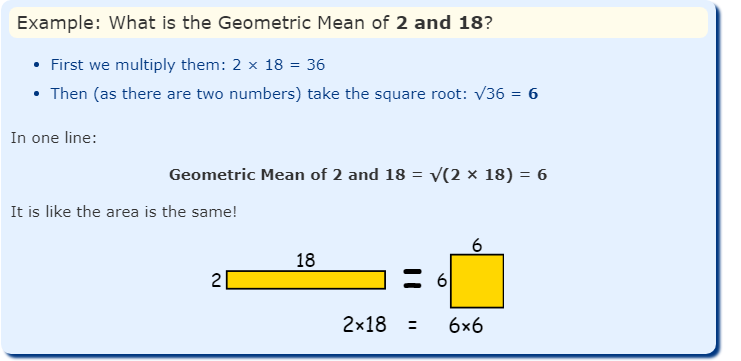 Example: What is the Geometric Mean of 2 and 18?
• First we multiply them: 2 × 18 = 36
• Then (as there are two numbers) take the square root: √36 = 6
In one line:
Geometric Mean of 2 and 18 = √(2 × 18) = 6
It is like the area is the same!
18
6
2
=
6
2×18 = 6×6